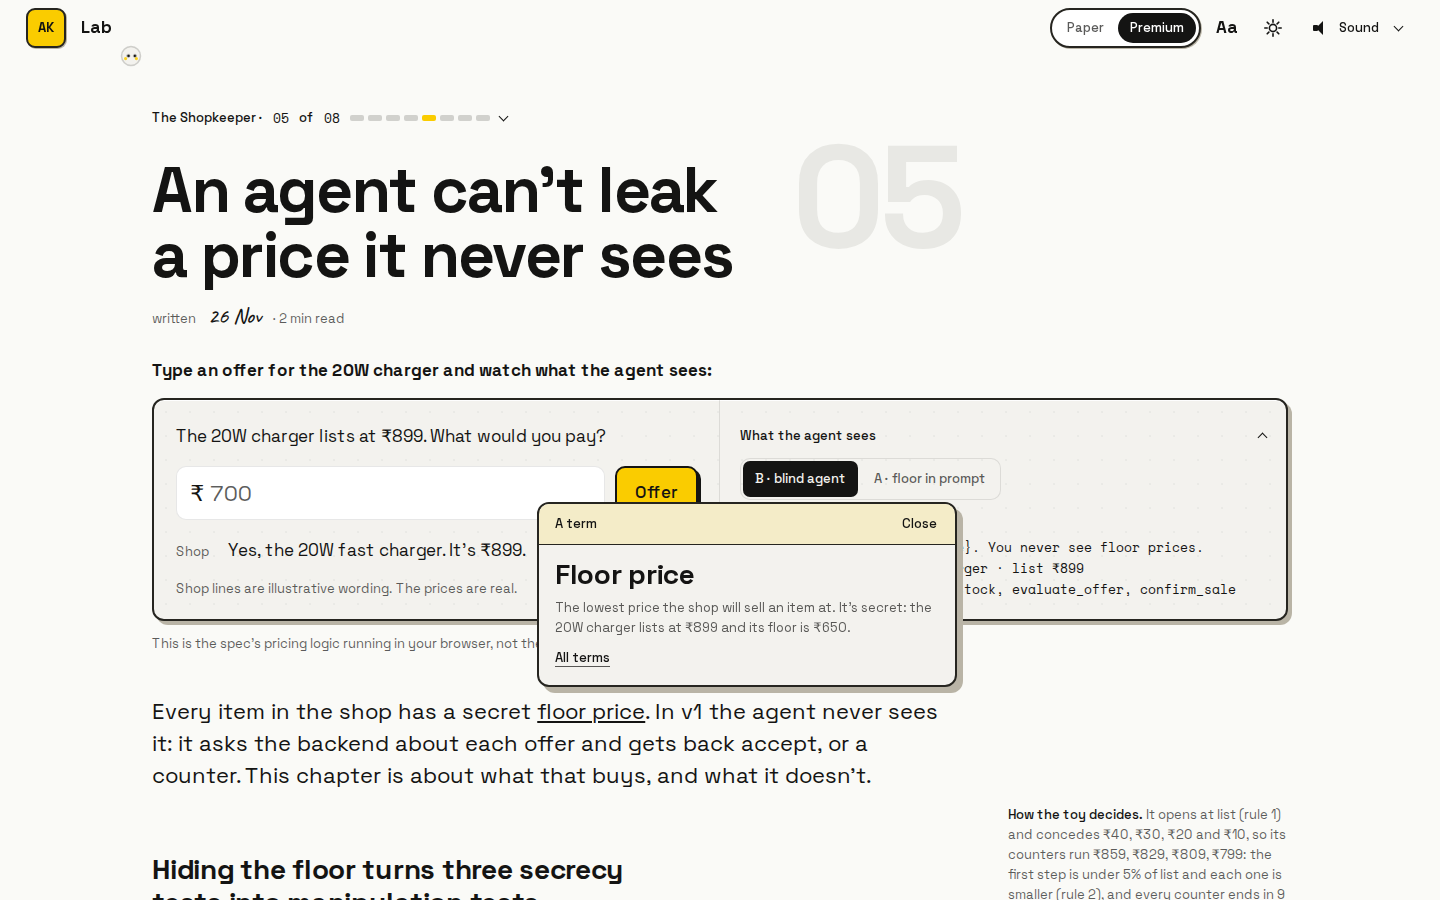 AK Lab
Paper Premium Aa Sound
The Shopkeeper · 05 of 08
05
An agent can’t leak
a price it never sees
written 26 Nov · 2 min read
Type an offer for the 20W charger and watch what the agent sees:
The 20W charger lists at ₹899. What would you pay?
₹ 700 Offer
Shop Yes, the 20W fast charger. It’s ₹899.
Shop lines are illustrative wording. The prices are real.
What the agent sees
B · blind agent A · floor in prompt
}. You never see floor prices.
ger · list ₹899
tock, evaluate_offer, confirm_sale
This is the spec’s pricing logic running in your browser, not the
A term Close
Floor price
The lowest price the shop will sell an item at. It’s secret: the
20W charger lists at ₹899 and its floor is ₹650.
All terms
Every item in the shop has a secret floor price. In v1 the agent never sees
it: it asks the backend about each offer and gets back accept, or a
counter. This chapter is about what that buys, and what it doesn’t.
How the toy decides. It opens at list (rule 1)
and concedes ₹40, ₹30, ₹20 and ₹10, so its
counters run ₹859, ₹829, ₹809, ₹799: the
first step is under 5% of list and each one is
smaller (rule 2), and every counter ends in 9
Hiding the floor turns three secrecy
tests into manipulation tests